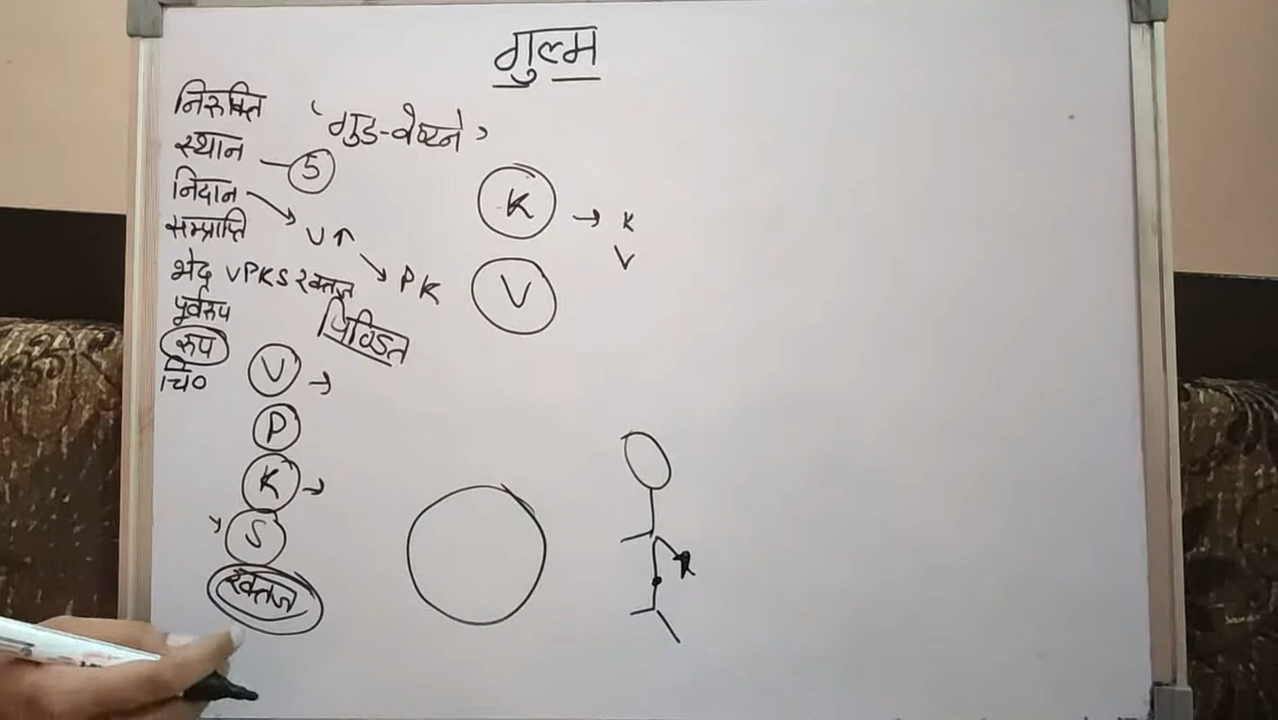 गुल्म
निरुक्ति 'गुड-वेष्टने'
स्थान – 5
निदान → V↑ → PK
सम्प्राप्ति
भेद VPKS रक्तज
पूर्वरुप
रुप
चि०
पिण्डित
V →
P
K →
S
रक्तज
K → K
V
V